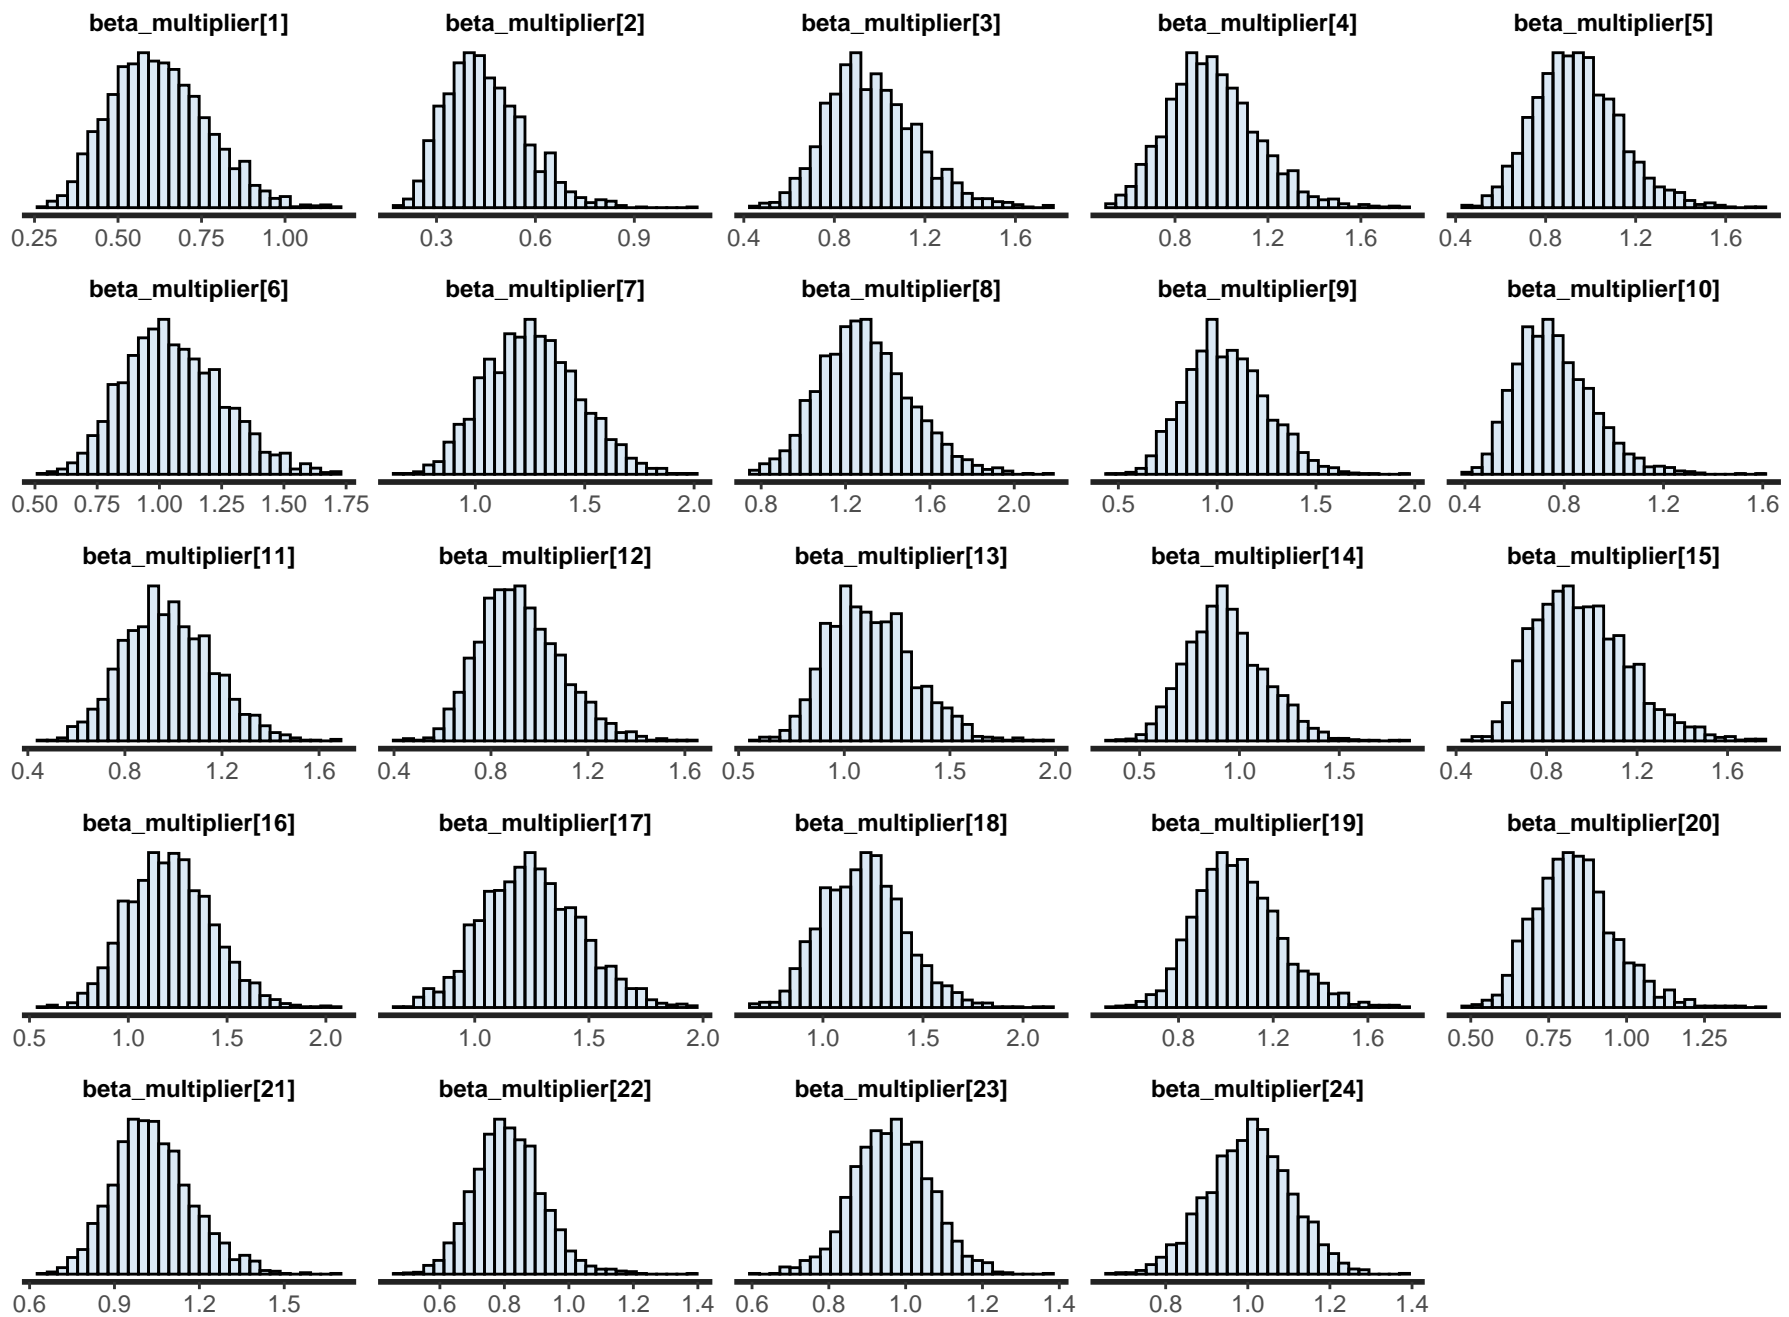 beta_multiplier[1] beta_multiplier[2] beta_multiplier[3] beta_multiplier[4] beta_multiplier[5]
0.25 0.50 0.75 1.00 0.3 0.6 0.9 0.4 0.8 1.2 1.6 0.8 1.2 1.6 0.4 0.8 1.2 1.6
beta_multiplier[6] beta_multiplier[7] beta_multiplier[8] beta_multiplier[9] beta_multiplier[10]
0.50 0.75 1.00 1.25 1.50 1.75 1.0 1.5 2.0 0.8 1.2 1.6 2.0 0.5 1.0 1.5 2.0 0.4 0.8 1.2 1.6
beta_multiplier[11] beta_multiplier[12] beta_multiplier[13] beta_multiplier[14] beta_multiplier[15]
0.4 0.8 1.2 1.6 0.4 0.8 1.2 1.6 0.5 1.0 1.5 2.0 0.5 1.0 1.5 0.4 0.8 1.2 1.6
beta_multiplier[16] beta_multiplier[17] beta_multiplier[18] beta_multiplier[19] beta_multiplier[20]
0.5 1.0 1.5 2.0 1.0 1.5 2.0 1.0 1.5 2.0 0.8 1.2 1.6 0.50 0.75 1.00 1.25
beta_multiplier[21] beta_multiplier[22] beta_multiplier[23] beta_multiplier[24]
0.6 0.9 1.2 1.5 0.6 0.8 1.0 1.2 1.4 0.6 0.8 1.0 1.2 1.4 0.8 1.0 1.2 1.4